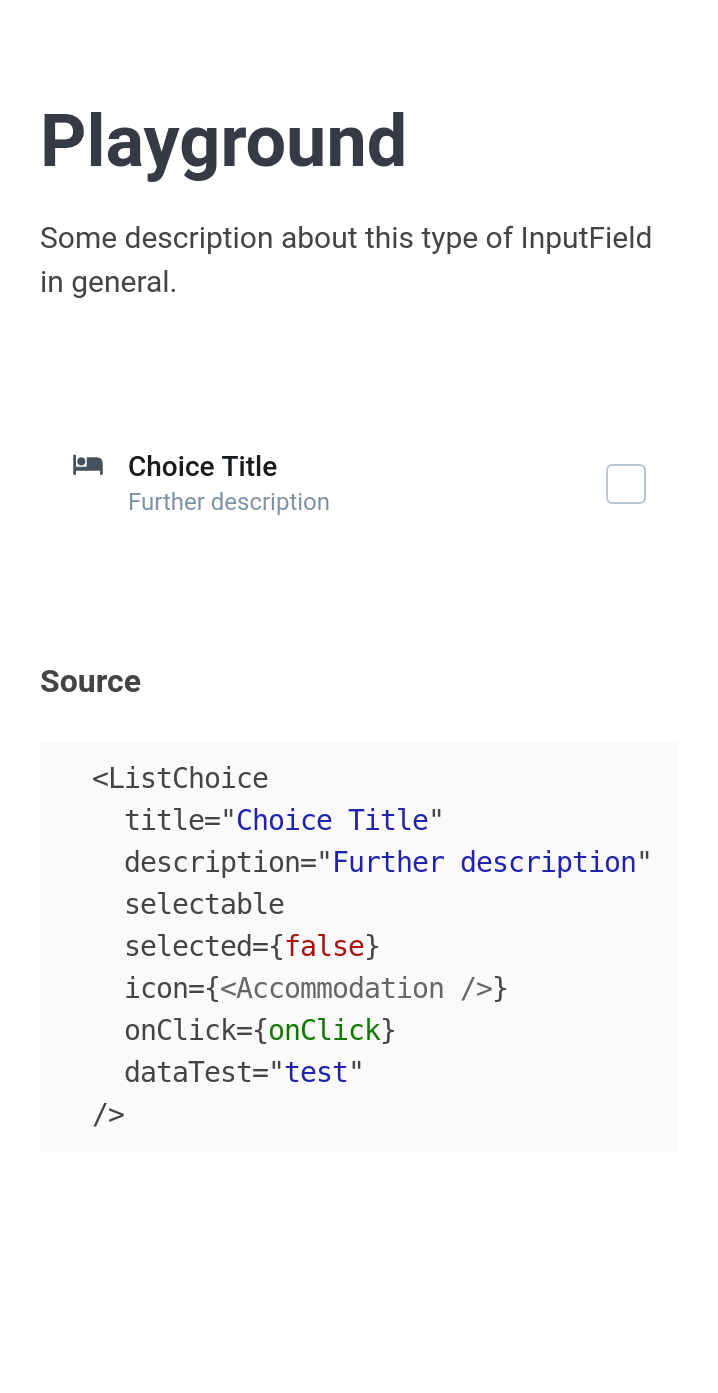 Playground
Some description about this type of InputField
in general.
Choice Title
Further description
Source
<ListChoice
  title="Choice Title"
  description="Further description"
  selectable
  selected={false}
  icon={<Accommodation />}
  onClick={onClick}
  dataTest="test"
/>